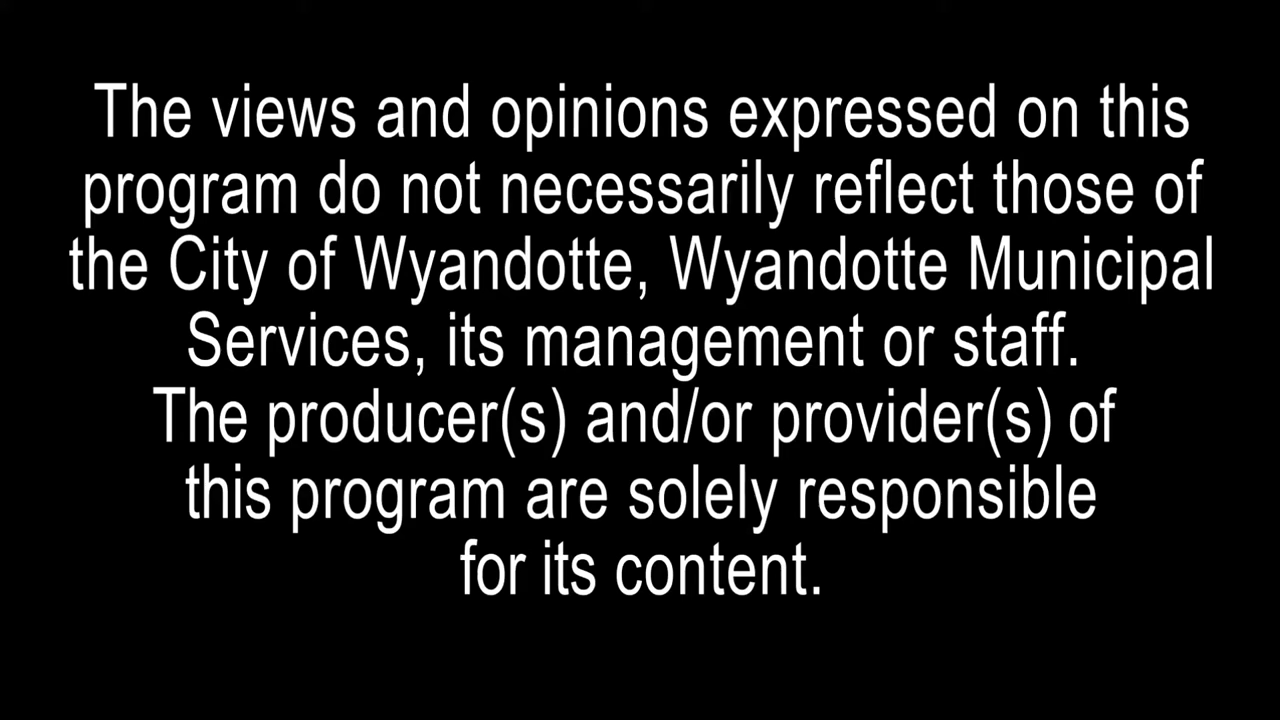 The views and opinions expressed on this
program do not necessarily reflect those of
the City of Wyandotte, Wyandotte Municipal
Services, its management or staff.
The producer(s) and/or provider(s) of
this program are solely responsible
for its content.